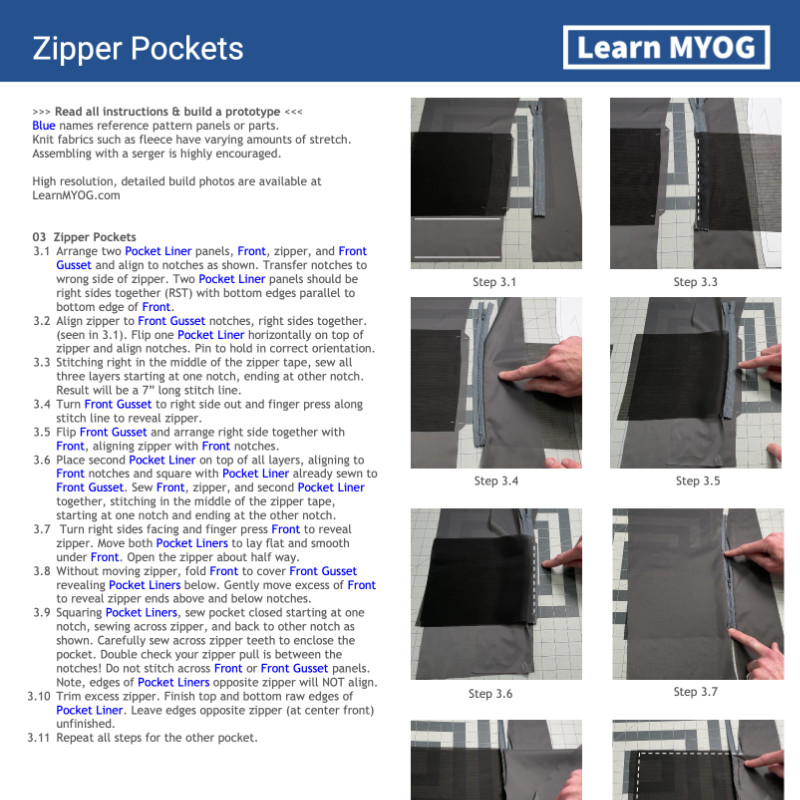 Zipper Pockets
Learn MYOG
>>> Read all instructions & build a prototype <<<
Blue names reference pattern panels or parts.
Knit fabrics such as fleece have varying amounts of stretch.
Assembling with a serger is highly encouraged.
High resolution, detailed build photos are available at
LearnMYOG.com
03 Zipper Pockets
3.1 Arrange two Pocket Liner panels, Front, zipper, and Front
Gusset and align to notches as shown. Transfer notches to
wrong side of zipper. Two Pocket Liner panels should be
right sides together (RST) with bottom edges parallel to
bottom edge of Front.
3.2 Align zipper to Front Gusset notches, right sides together.
(seen in 3.1). Flip one Pocket Liner horizontally on top of
zipper and align notches. Pin to hold in correct orientation.
3.3 Stitching right in the middle of the zipper tape, sew all
three layers starting at one notch, ending at other notch.
Result will be a 7” long stitch line.
3.4 Turn Front Gusset to right side out and finger press along
stitch line to reveal zipper.
3.5 Flip Front Gusset and arrange right side together with
Front, aligning zipper with Front notches.
3.6 Place second Pocket Liner on top of all layers, aligning to
Front notches and square with Pocket Liner already sewn to
Front Gusset. Sew Front, zipper, and second Pocket Liner
together, stitching in the middle of the zipper tape,
starting at one notch and ending at the other notch.
3.7 Turn right sides facing and finger press Front to reveal
zipper. Move both Pocket Liners to lay flat and smooth
under Front. Open the zipper about half way.
3.8 Without moving zipper, fold Front to cover Front Gusset
revealing Pocket Liners below. Gently move excess of Front
to reveal zipper ends above and below notches.
3.9 Squaring Pocket Liners, sew pocket closed starting at one
notch, sewing across zipper, and back to other notch as
shown. Carefully sew across zipper teeth to enclose the
pocket. Double check your zipper pull is between the
notches! Do not stitch across Front or Front Gusset panels.
Note, edges of Pocket Liners opposite zipper will NOT align.
3.10 Trim excess zipper. Finish top and bottom raw edges of
Pocket Liner. Leave edges opposite zipper (at center front)
unfinished.
3.11 Repeat all steps for the other pocket.
Step 3.1
Step 3.3
Step 3.4
Step 3.5
Step 3.6
Step 3.7